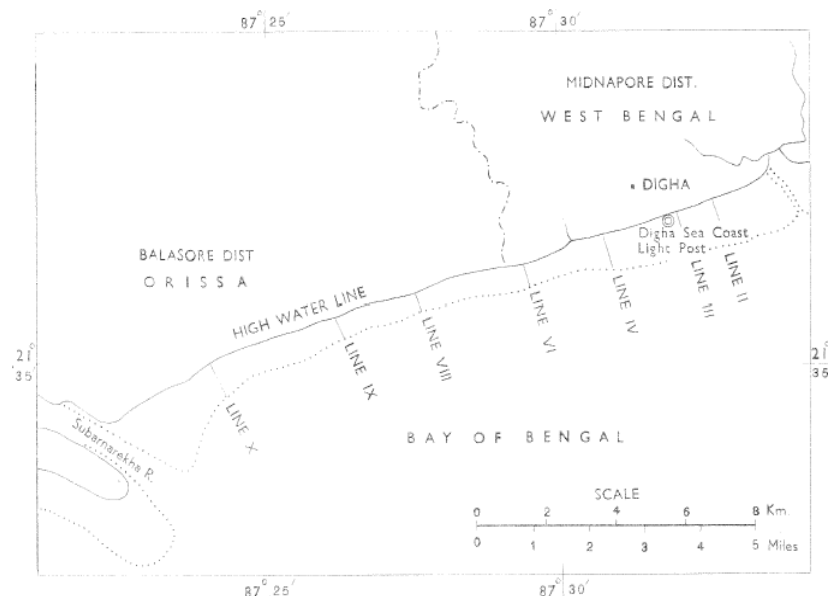 87° 25′
87° 30′
MIDNAPORE DIST.
WEST BENGAL
DIGHA
Digha Sea Coast
Light Post
BALASORE DIST
ORISSA
HIGH WATER LINE
LINE II
LINE III
LINE IV
LINE VI
LINE VIII
LINE IX
LINE X
21°
35′
21°
35′
Subarnarekha R.
BAY OF BENGAL
SCALE
0 2 4 6 8 Km.
0 1 2 3 4 5 Miles
87° 25′
87° 30′